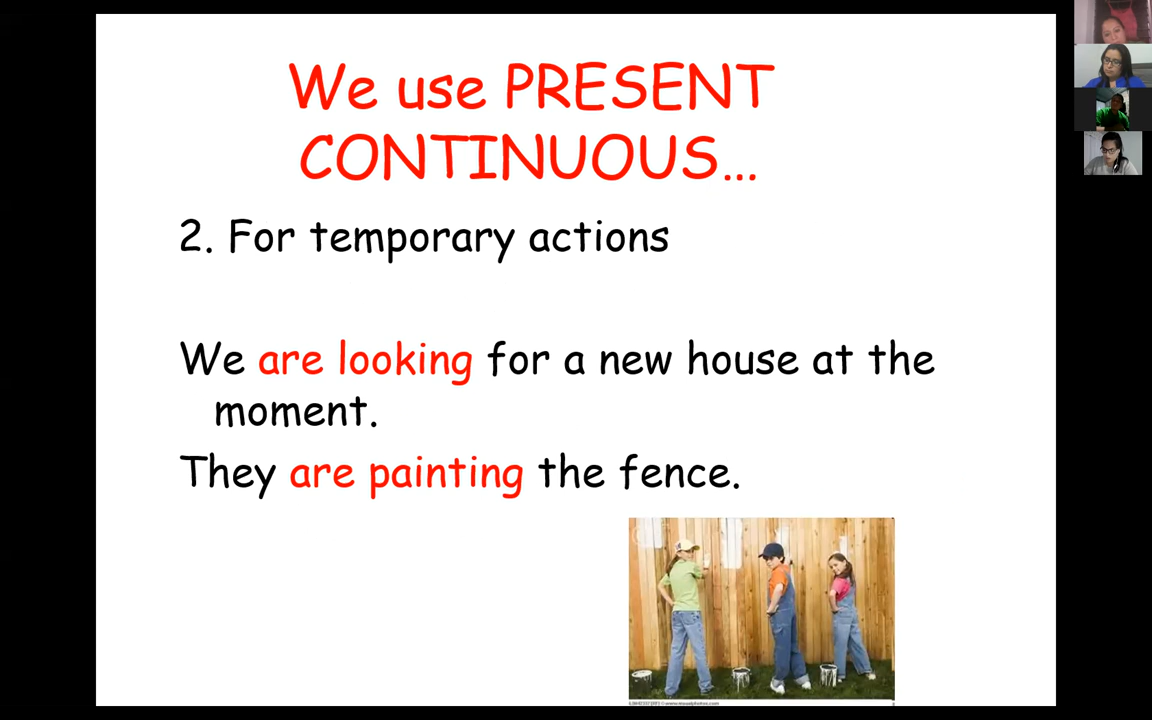 We use PRESENT
CONTINUOUS...
2. For temporary actions
We are looking for a new house at the
moment.
They are painting the fence.